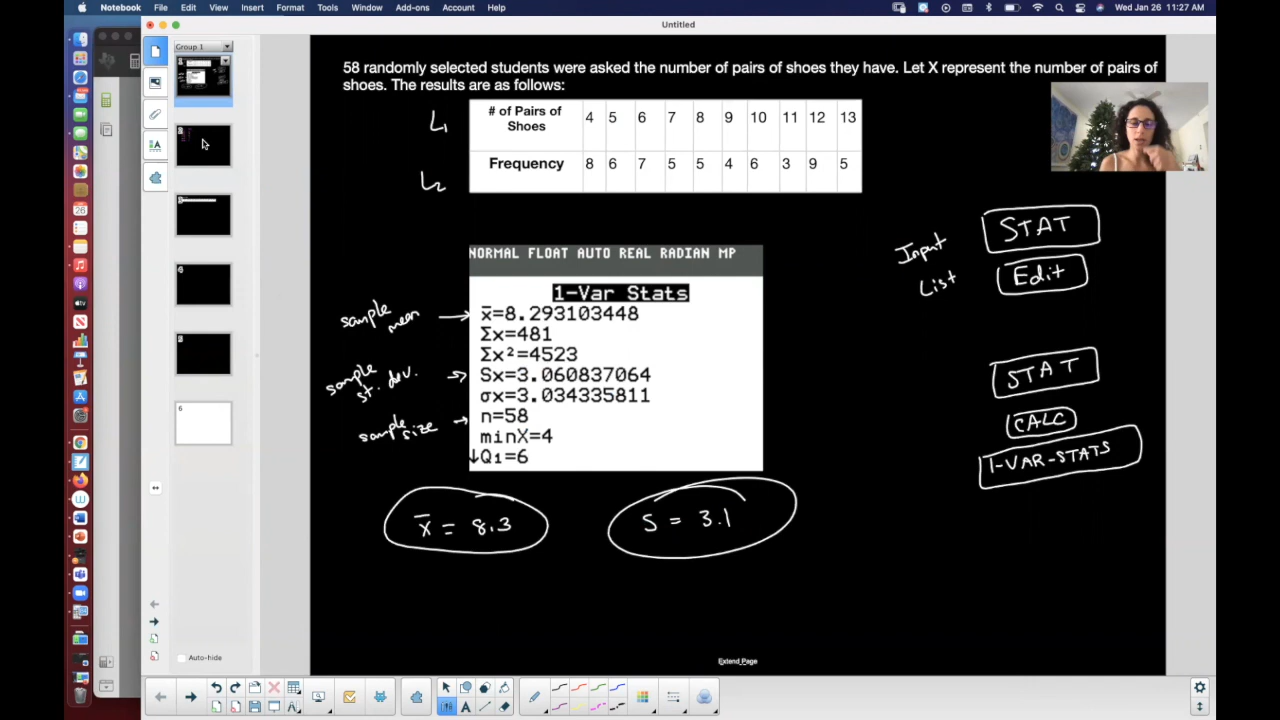 Notebook File Edit View Insert Format Tools Window Add-ons Account Help Wed Jan 26 11:27 AM
Untitled
Group 1
58 randomly selected students were asked the number of pairs of shoes they have. Let X represent the number of pairs of
shoes. The results are as follows:
L1 # of Pairs of Shoes 4 5 6 7 8 9 10 11 12 13
L2 Frequency 8 6 7 5 5 4 6 3 9 5
Input List
STAT
Edit
NORMAL FLOAT AUTO REAL RADIAN MP
1-Var Stats
sample mean → x̄=8.293103448
Σx=481
Σx²=4523
sample st. dev. → Sx=3.060837064
σx=3.034335811
sample size → n=58
minX=4
↓Q1=6
STAT
CALC
1-VAR-STATS
x̄ = 8.3
S = 3.1
6
Auto-hide
Extend Page